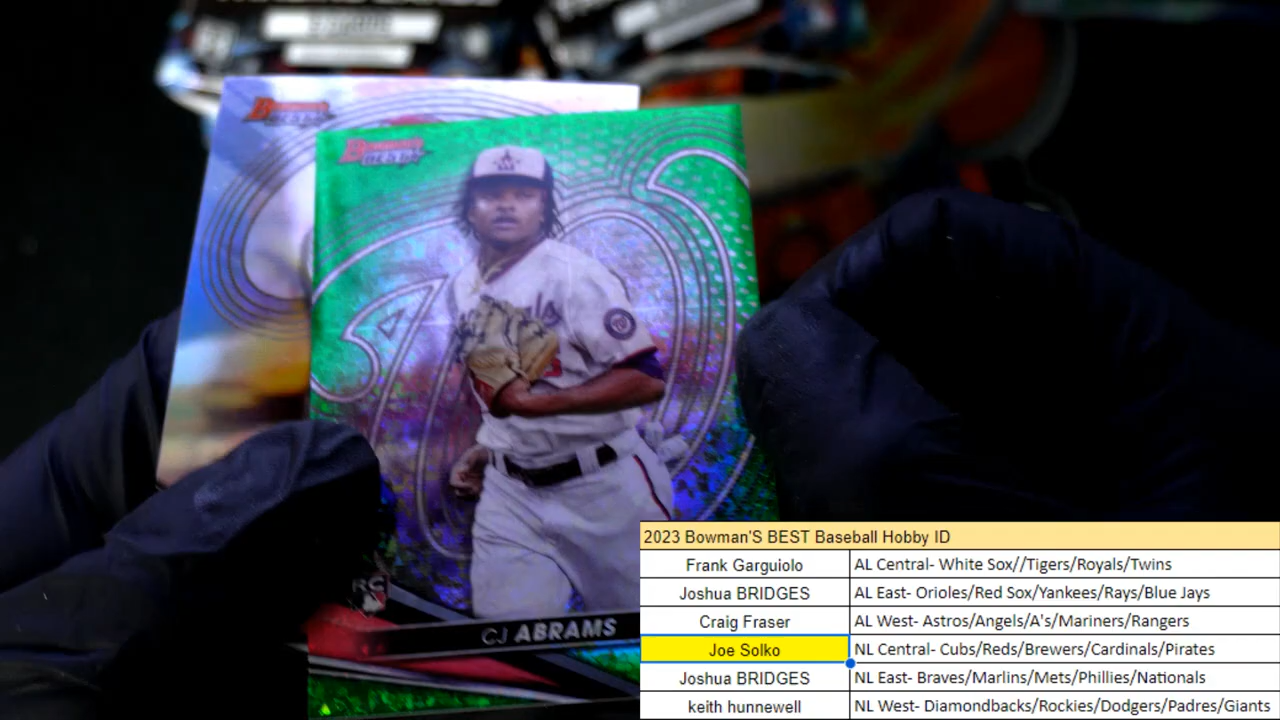 Bowman's
BEST
CJ ABRAMS
2023 Bowman'S BEST Baseball Hobby ID
Frank Garguiolo AL Central- White Sox//Tigers/Royals/Twins
Joshua BRIDGES AL East- Orioles/Red Sox/Yankees/Rays/Blue Jays
Craig Fraser AL West- Astros/Angels/A's/Mariners/Rangers
Joe Solko NL Central- Cubs/Reds/Brewers/Cardinals/Pirates
Joshua BRIDGES NL East- Braves/Marlins/Mets/Phillies/Nationals
keith hunnewell NL West- Diamondbacks/Rockies/Dodgers/Padres/Giants